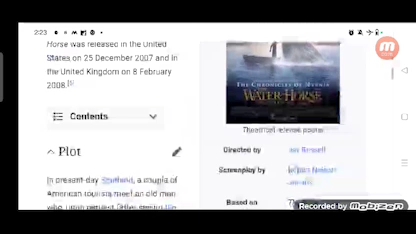 2:23
Horse was released in the United
States on 25 December 2007 and in
the United Kingdom on 8 February
2008.
Contents
Plot
In present-day Scotland, a couple of
American tourists meet an old man
THE CHRONICLES OF
WATER HORSE
Theatrical release poster
Directed by
Screenplay by
Based on
Recorded by Mobizen